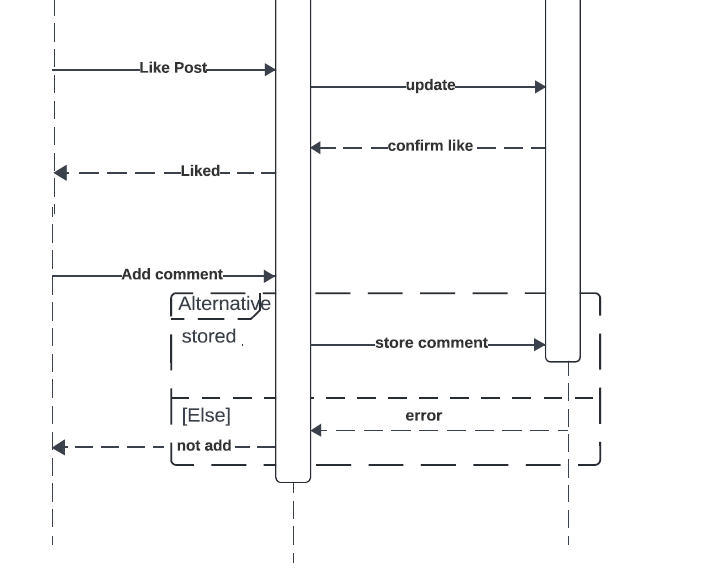 Like Post
update
confirm like
Liked
Add comment
Alternative
stored
store comment
[Else]
error
not add